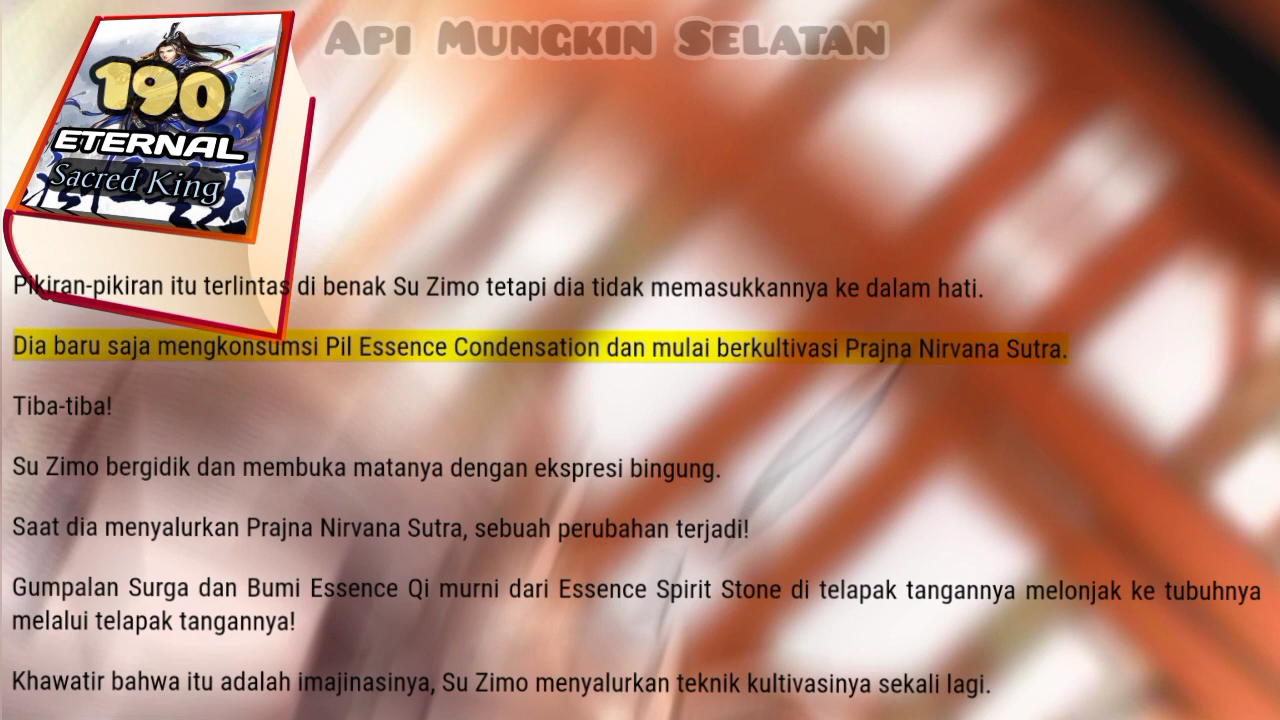 Api Mungkin Selatan
190
ETERNAL
Sacred King
Pikiran-pikiran itu terlintas di benak Su Zimo tetapi dia tidak memasukkannya ke dalam hati.
Dia baru saja mengkonsumsi Pil Essence Condensation dan mulai berkultivasi Prajna Nirvana Sutra.
Tiba-tiba!
Su Zimo bergidik dan membuka matanya dengan ekspresi bingung.
Saat dia menyalurkan Prajna Nirvana Sutra, sebuah perubahan terjadi!
Gumpalan Surga dan Bumi Essence Qi murni dari Essence Spirit Stone di telapak tangannya melonjak ke tubuhnya
melalui telapak tangannya!
Khawatir bahwa itu adalah imajinasinya, Su Zimo menyalurkan teknik kultivasinya sekali lagi.